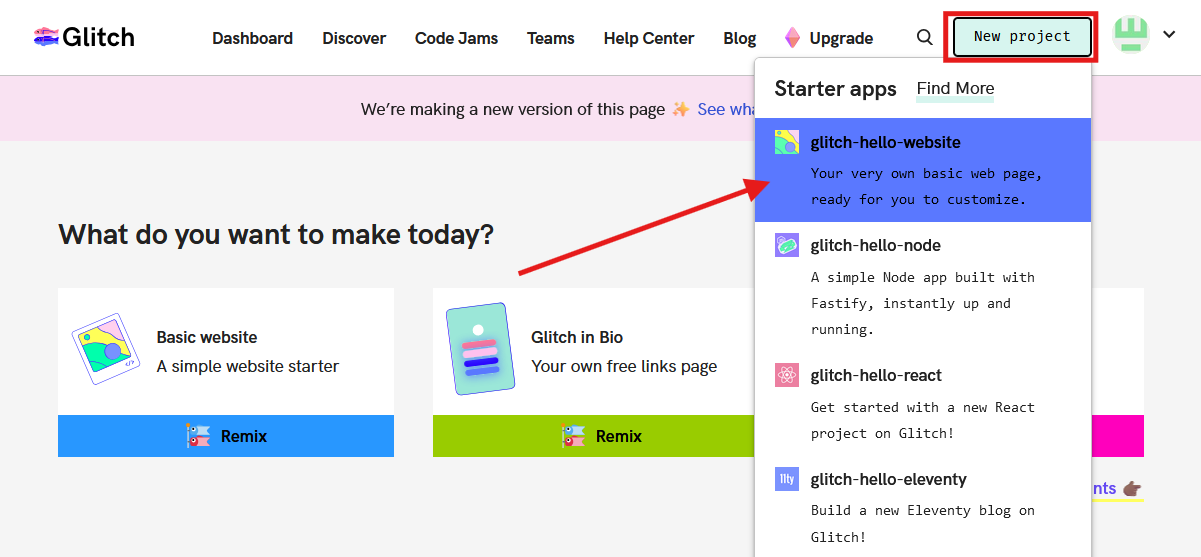 Glitch
Dashboard Discover Code Jams Teams Help Center Blog Upgrade New project
We're making a new version of this page ✨ See
Starter apps Find More
glitch-hello-website
Your very own basic web page,
ready for you to customize.
glitch-hello-node
A simple Node app built with
Fastify, instantly up and
running.
glitch-hello-react
Get started with a new React
project on Glitch!
glitch-hello-eleventy
Build a new Eleventy blog on
Glitch!
What do you want to make today?
Basic website
A simple website starter
Remix
Glitch in Bio
Your own free links page
Remix